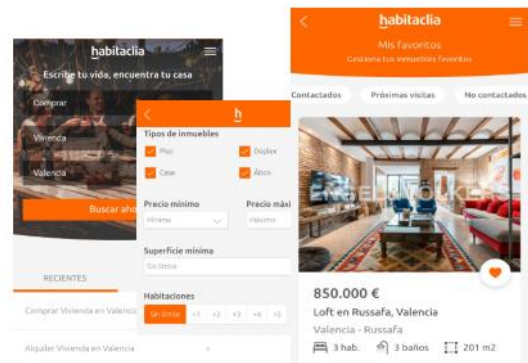 habitaclia
Escribe tu vida, encuentra tu casa
Comprar
Vivienda
Valencia
Buscar aho
RECIENTES
Comprar Vivienda en Valencia
Alquiler Vivienda en Valencia
h
Tipos de inmuebles
Piso
Dúplex
Casa
Ático
Precio mínimo
Precio máxi
Mínimo
Máximo
Superficie mínima
Sin límite
Habitaciones
Sin límite +1 +2 +3 +4 +5
habitaclia
Mis favoritos
Gestiona tus inmuebles favoritos
Contactados
Próximas visitas
No contactados
ENGEL & VÖLKERS
850.000 €
Loft en Russafa, Valencia
Valencia - Russafa
3 hab.
3 baños
201 m2